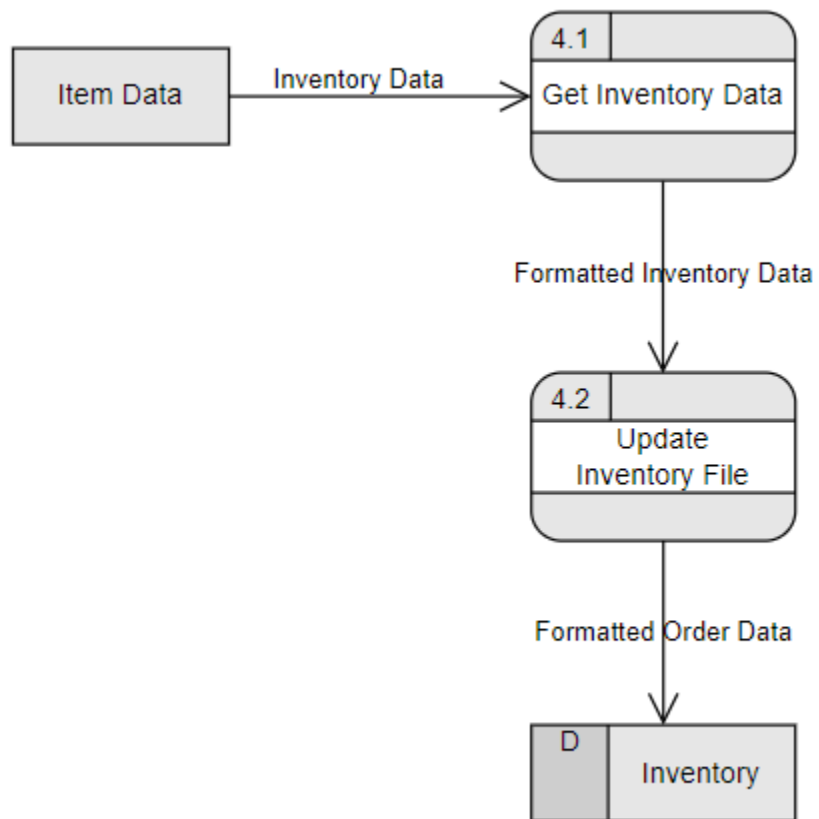 4.1
Item Data
Inventory Data
Get Inventory Data
Formatted Inventory Data
4.2
Update
Inventory File
Formatted Order Data
D
Inventory